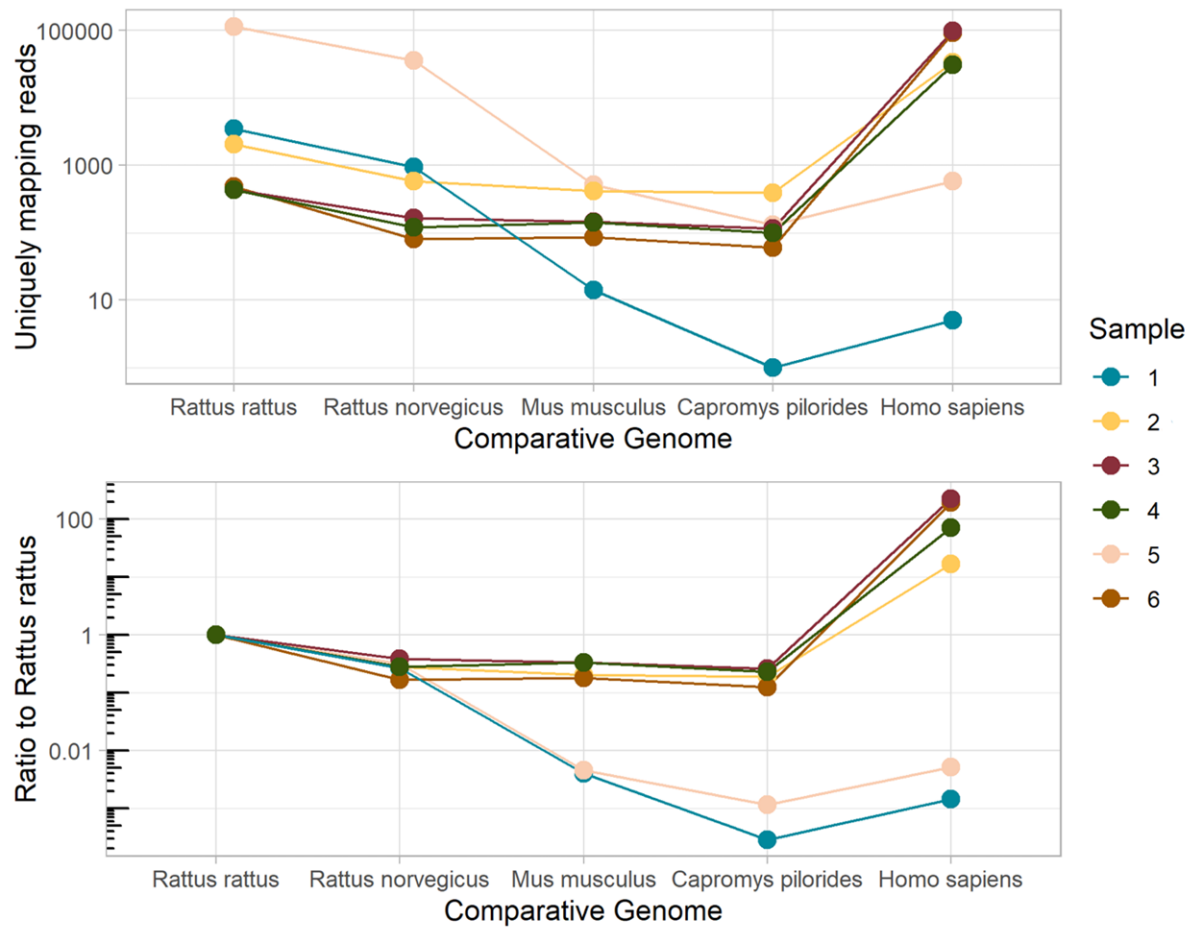 Uniquely mapping reads
100000
1000
10
Rattus rattus
Rattus norvegicus
Mus musculus
Capromys pilorides
Homo sapiens
Comparative Genome
Sample
1
2
3
4
5
6
Ratio to Rattus rattus
100
1
0.01
Rattus rattus
Rattus norvegicus
Mus musculus
Capromys pilorides
Homo sapiens
Comparative Genome